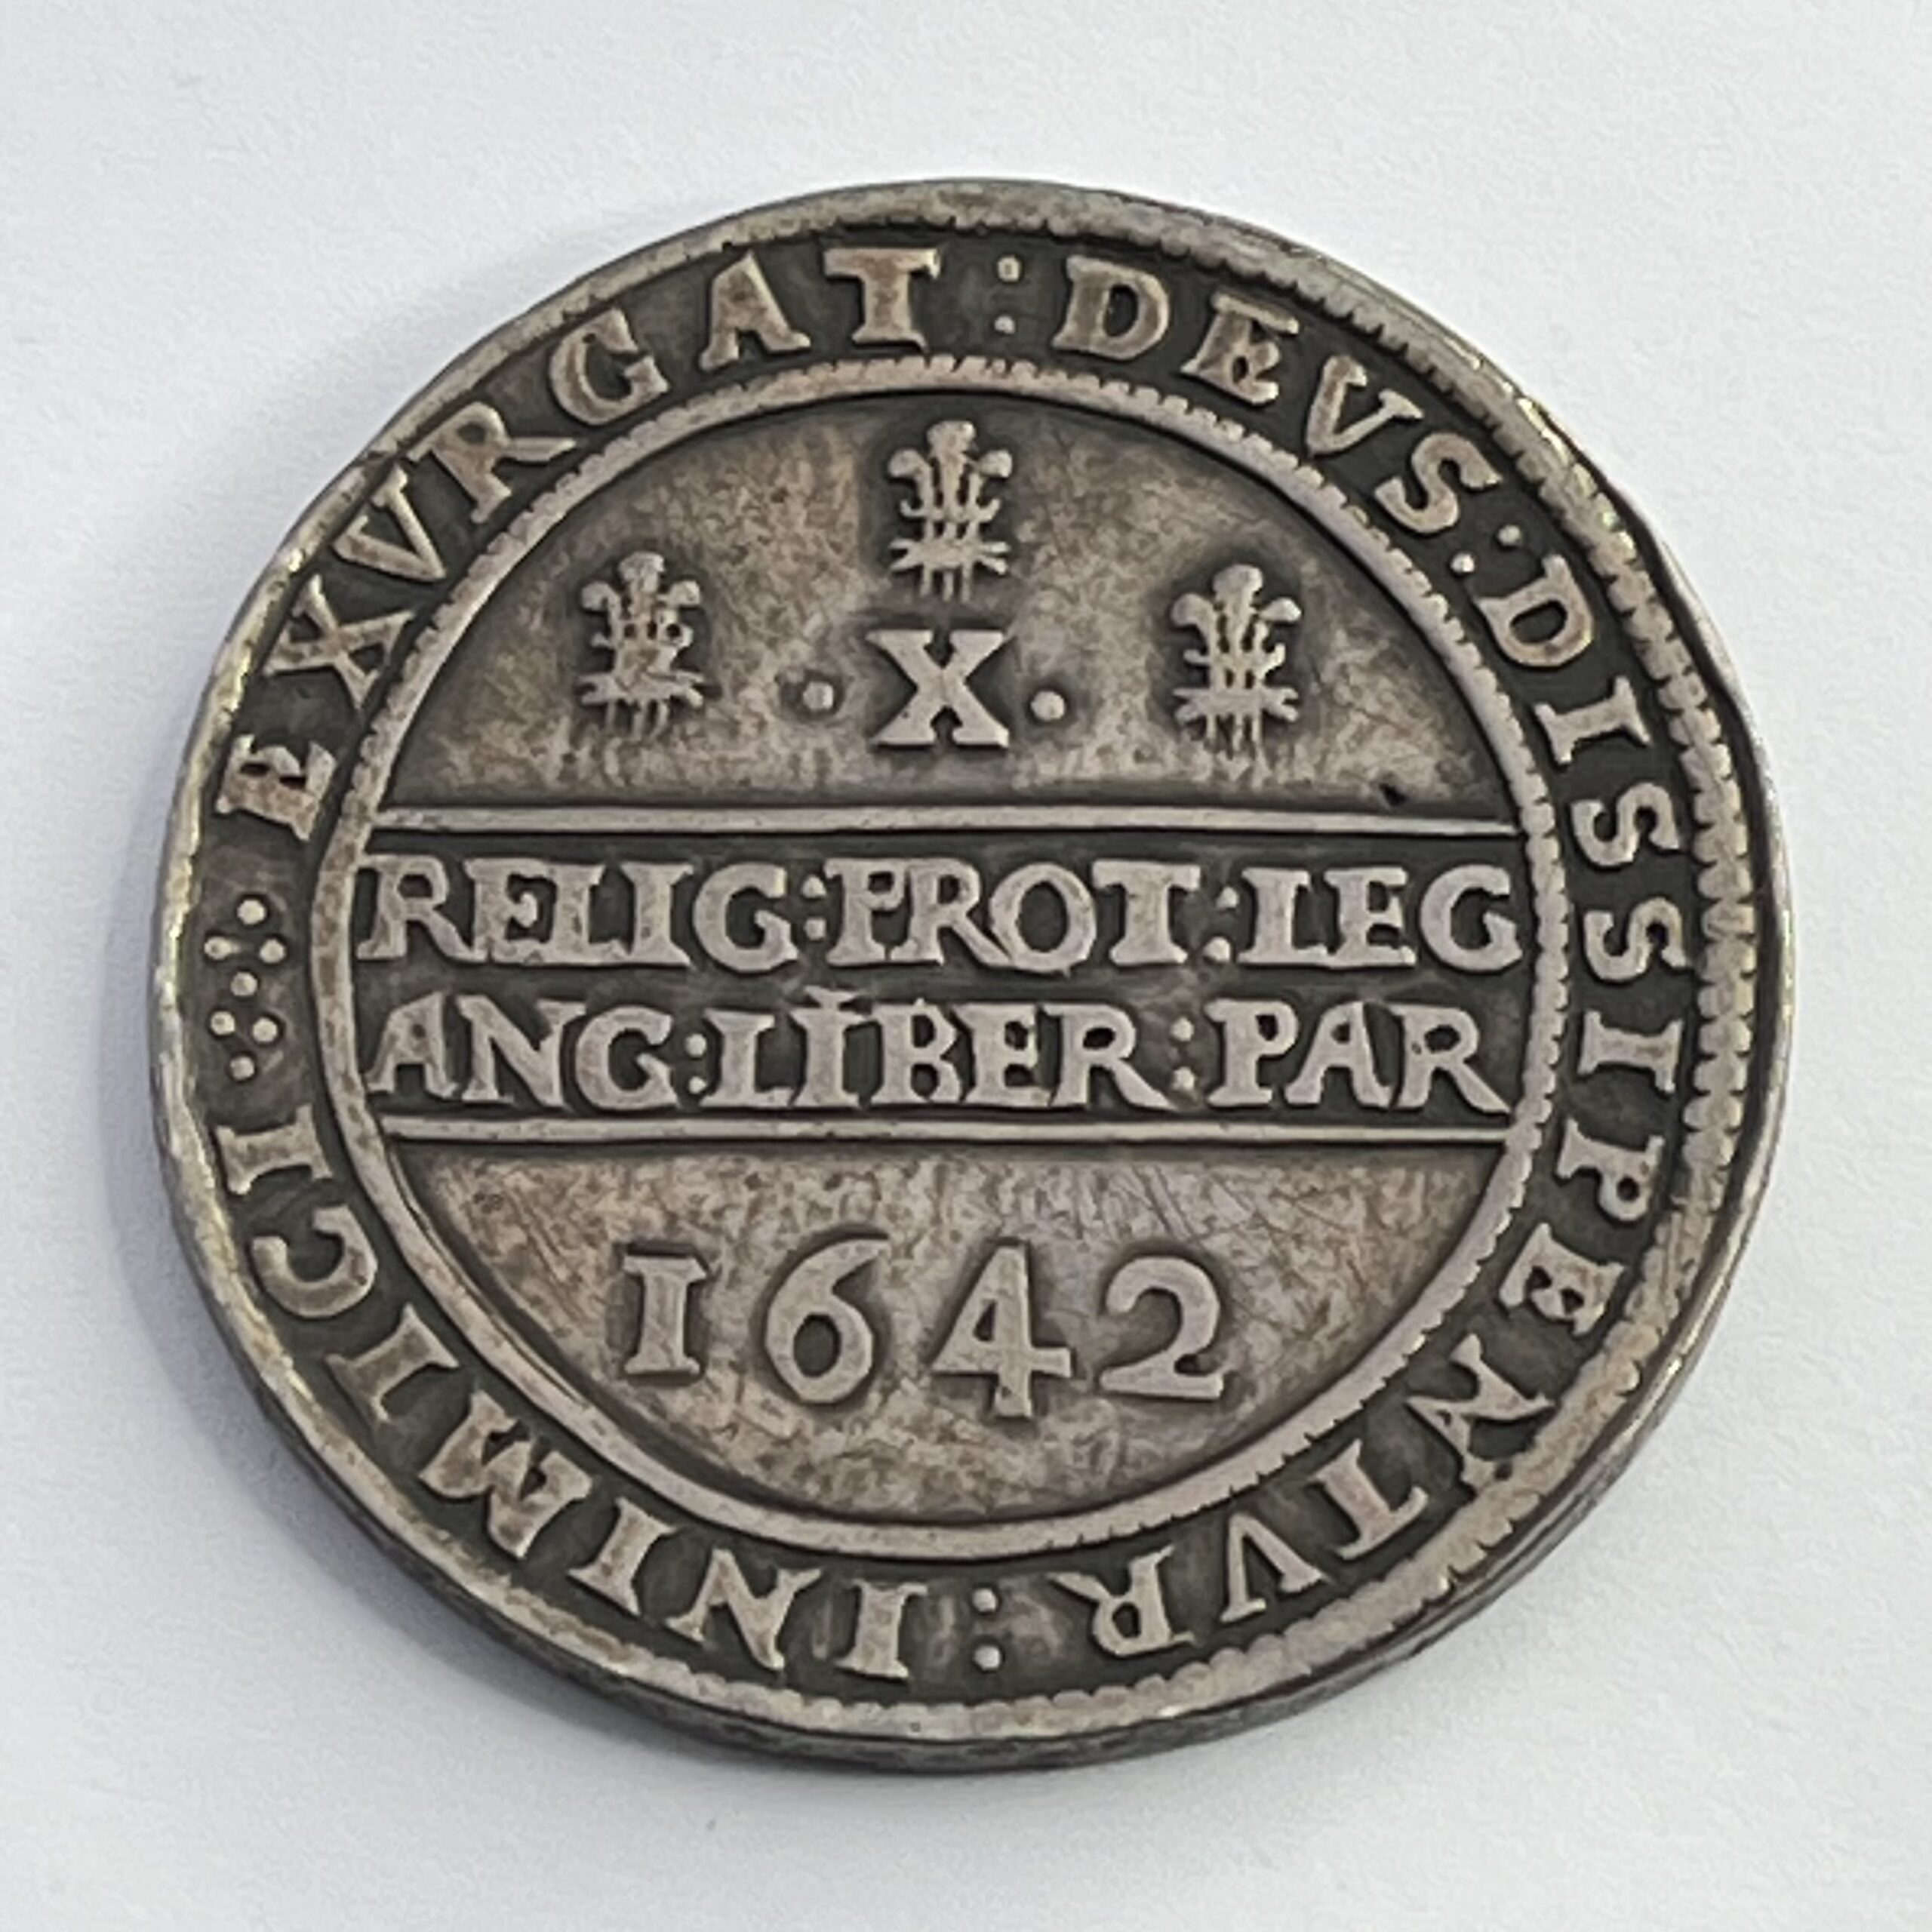 EXVRGAT : DEVS : DISSIPENTVR : INIMICI
· X ·
RELIG : PROT : LEG
ANG : LIBER : PAR
1642